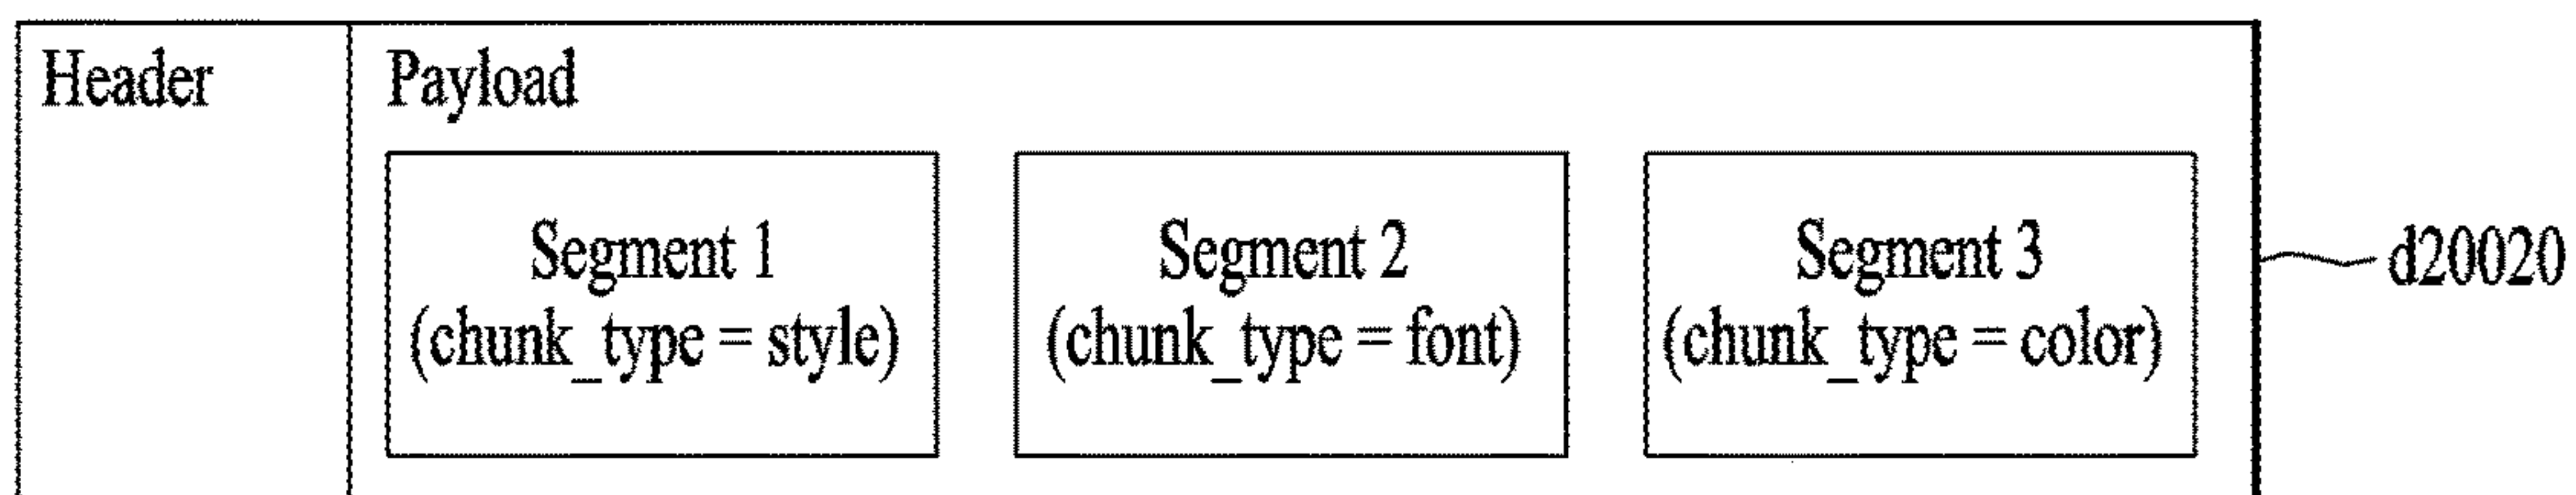 Header
Payload
Segment 1
(chunk_type = style)
Segment 2
(chunk_type = font)
Segment 3
(chunk_type = color)
d20020